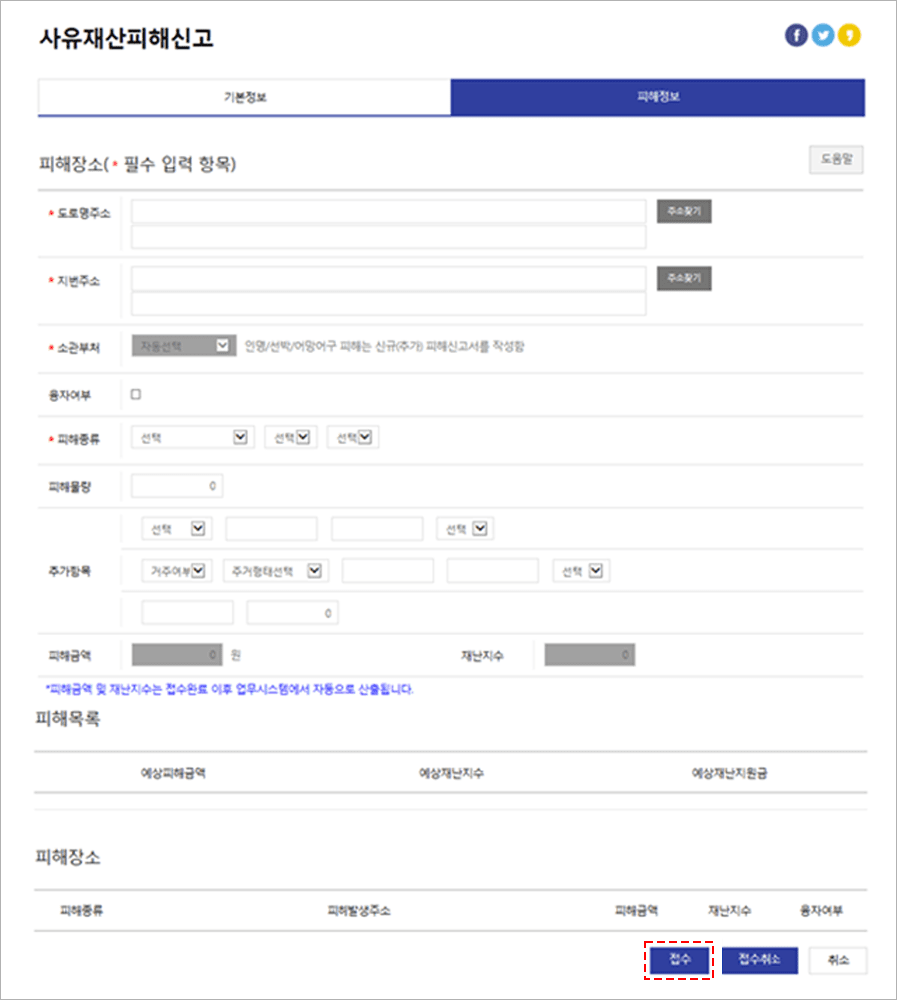 사유재산피해신고
기본정보 피해정보
피해장소(* 필수 입력 항목) 도움말
* 도로명주소 주소찾기
* 지번주소 주소찾기
* 소관부처 자동선택 인명/선박/어망어구 피해는 신규(추가) 피해신고서를 작성함
융자여부
* 피해종류 선택 선택 선택
피해물량 0
선택 선택
추가항목 거주여부 주거형태선택 선택
0
피해금액 0 원 재난지수 0
*피해금액 및 재난지수는 접수완료 이후 업무시스템에서 자동으로 산출됩니다.
피해목록
예상피해금액 예상재난지수 예상재난지원금
피해장소
피해종류 피해발생주소 피해금액 재난지수 융자여부
접수 접수취소 취소